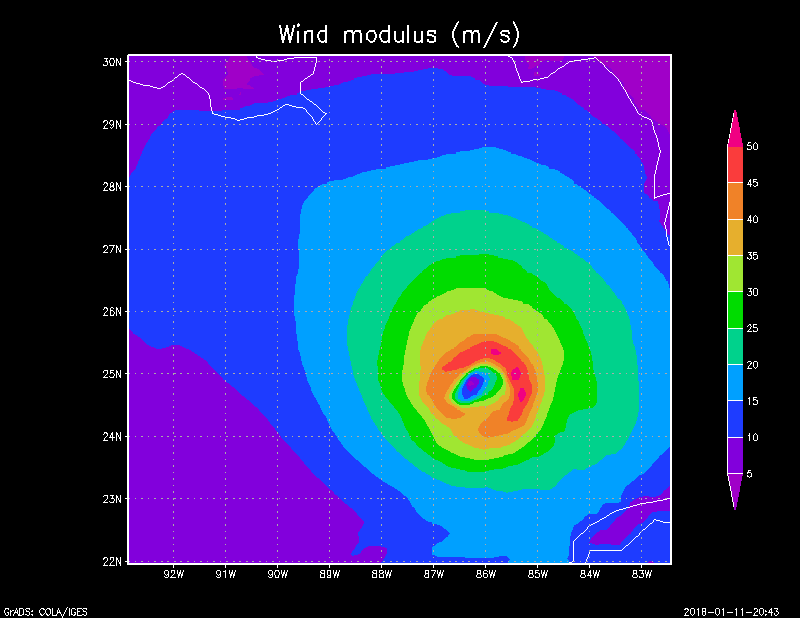 Wind modulus (m/s)
30N
29N
28N
27N
26N
25N
24N
23N
22N
92W 91W 90W 89W 88W 87W 86W 85W 84W 83W
50
45
40
35
30
25
20
15
10
5
GrADS: COLA/IGES 2018-01-11-20:43